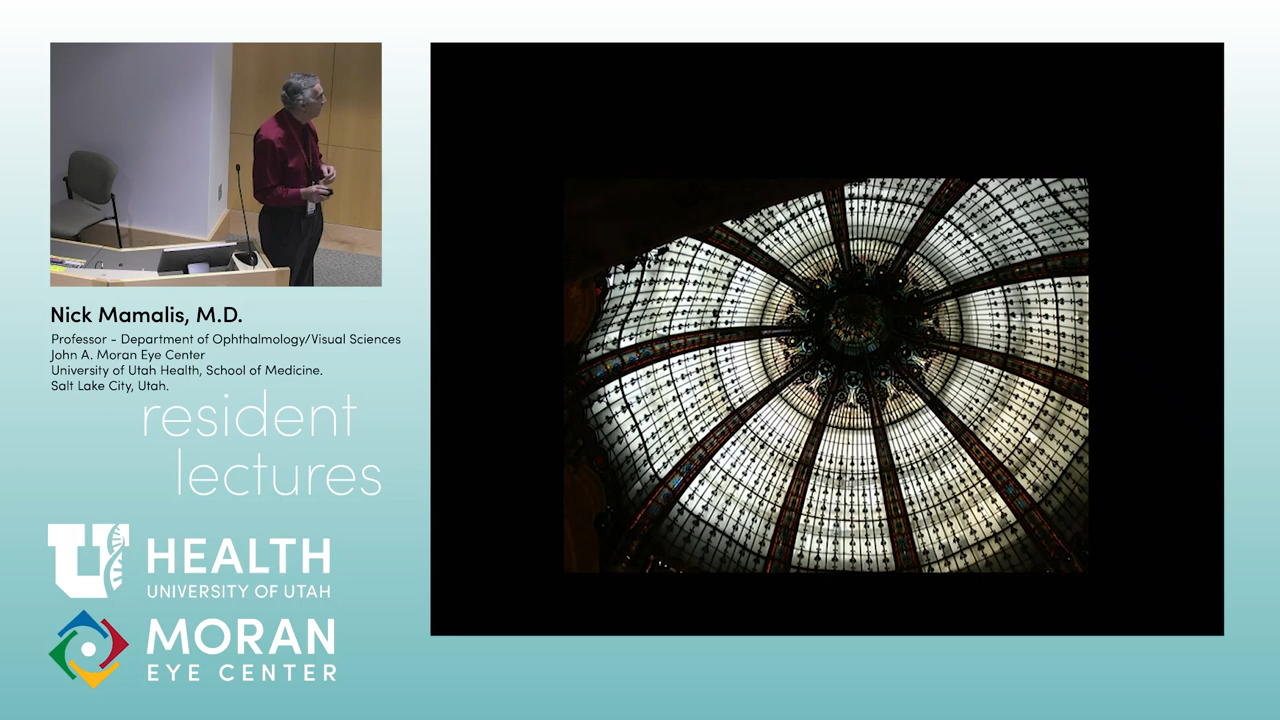 Nick Mamalis, M.D.
Professor - Department of Ophthalmology/Visual Sciences
John A. Moran Eye Center
University of Utah Health, School of Medicine.
Salt Lake City, Utah.
resident
lectures
U
HEALTH
UNIVERSITY OF UTAH
MORAN
EYE CENTER